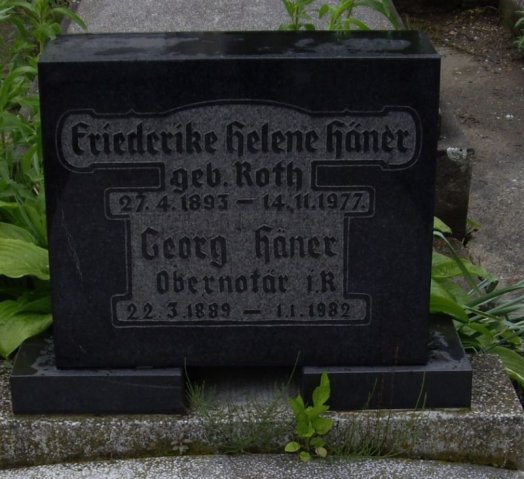 Friederike Helene Häner
geb. Roth
27. 4. 1893 — 14. 11. 1977
Georg Häner
Obernotär i.R
22. 3. 1889 — 1.1. 1982